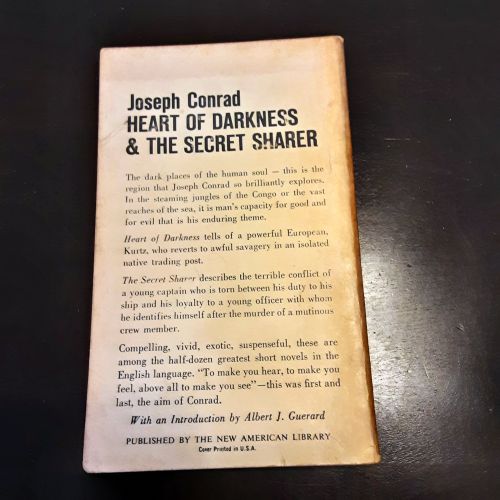 Joseph Conrad
HEART OF DARKNESS
& THE SECRET SHARER
The dark places of the human soul — this is the
region that Joseph Conrad so brilliantly explores.
In the steaming jungles of the Congo or the vast
reaches of the sea, it is man's capacity for good and
for evil that is his enduring theme.
Heart of Darkness tells of a powerful European,
Kurtz, who reverts to awful savagery in an isolated
native trading post.
The Secret Sharer describes the terrible conflict of
a young captain who is torn between his duty to his
ship and his loyalty to a young officer with whom
he identifies himself after the murder of a mutinous
crew member.
Compelling, vivid, exotic, suspenseful, these are
among the half-dozen greatest short novels in the
English language. "To make you hear, to make you
feel, above all to make you see"—this was first and
last, the aim of Conrad.
With an Introduction by Albert J. Guerard
PUBLISHED BY THE NEW AMERICAN LIBRARY
Cover Printed in U.S.A.